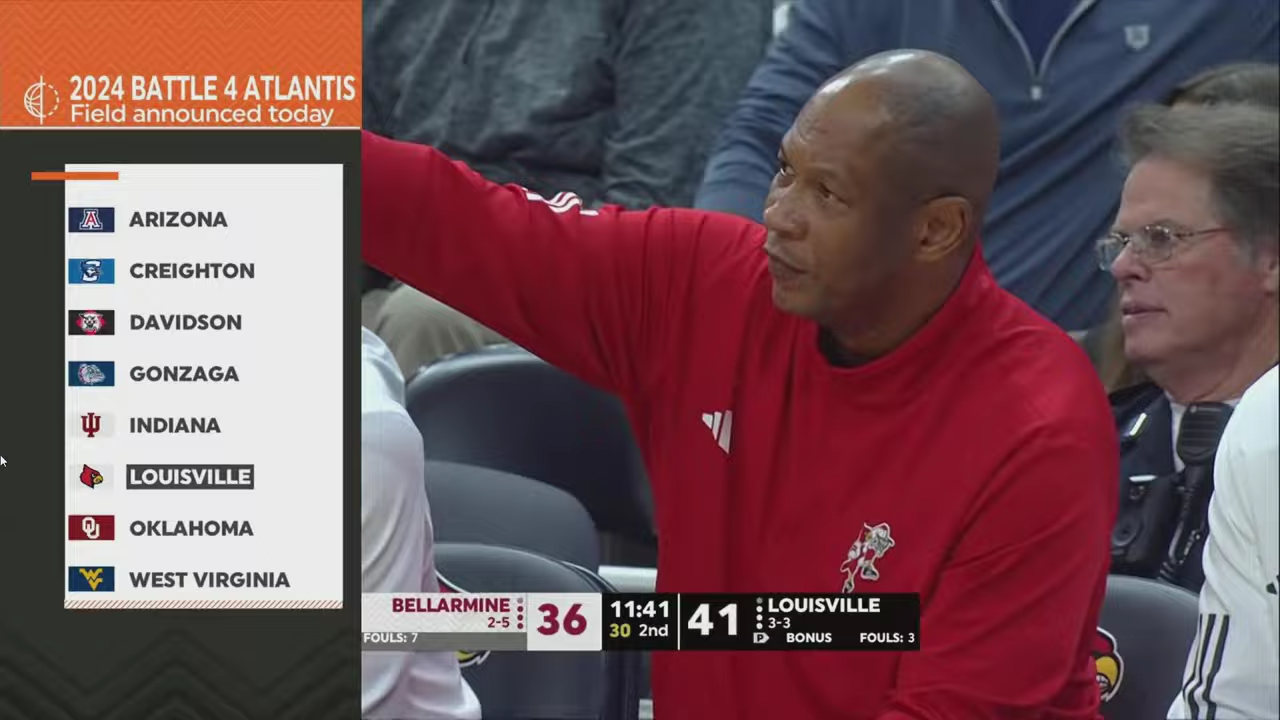 2024 BATTLE 4 ATLANTIS
Field announced today
ARIZONA
CREIGHTON
DAVIDSON
GONZAGA
INDIANA
LOUISVILLE
OKLAHOMA
WEST VIRGINIA
BELLARMINE
2-5
36
FOULS: 7
11:41
30 2nd
41
LOUISVILLE
3-3
P BONUS FOULS: 3